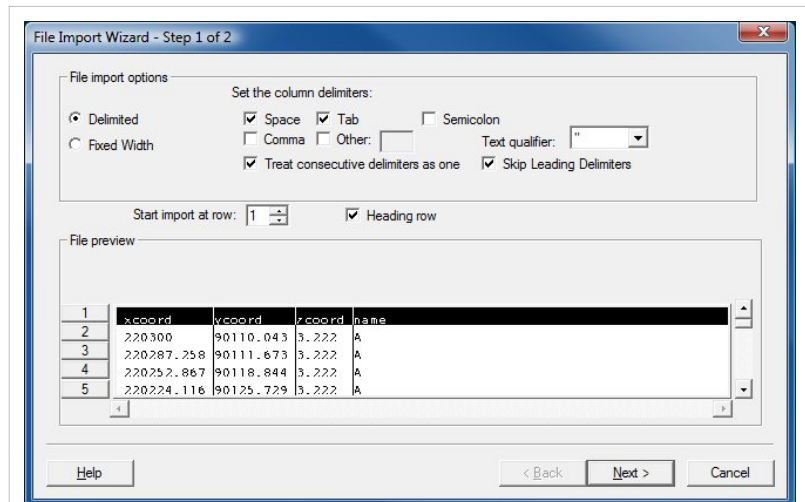 File Import Wizard - Step 1 of 2
File import options
Set the column delimiters:
Delimited
Space Tab Semicolon
Fixed Width
Comma Other: Text qualifier: "
Treat consecutive delimiters as one Skip Leading Delimiters
Start import at row: 1 Heading row
File preview
1 xcoord ycoord zcoord name
2 220300 90110.043 3.222 A
3 220287.258 90111.673 3.222 A
4 220252.867 90118.844 3.222 A
5 220224.116 90125.729 3.222 A
Help < Back Next > Cancel